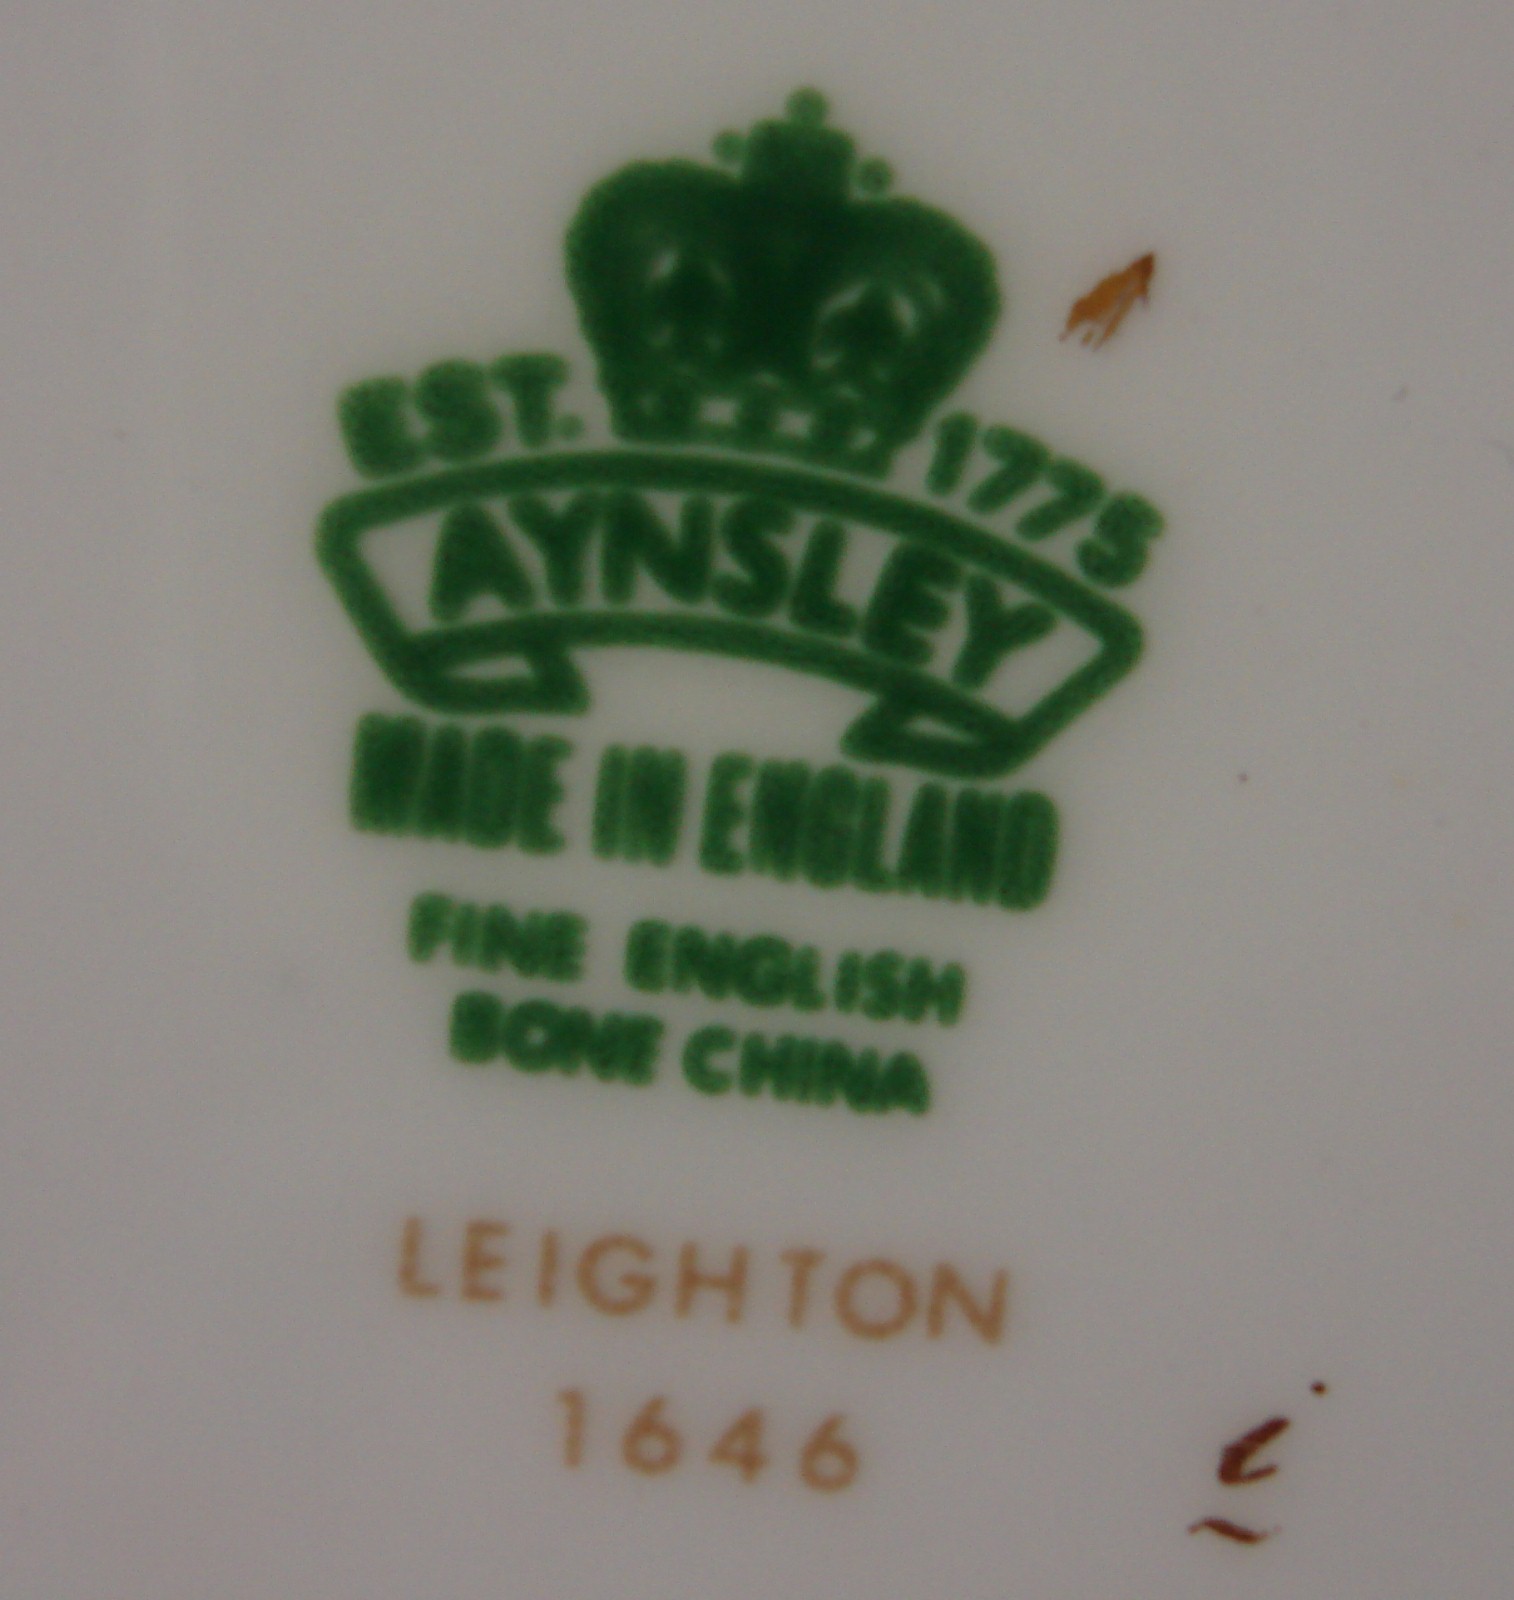 EST. 1775
AYNSLEY
MADE IN ENGLAND
FINE ENGLISH
BONE CHINA
LEIGHTON
1646
i